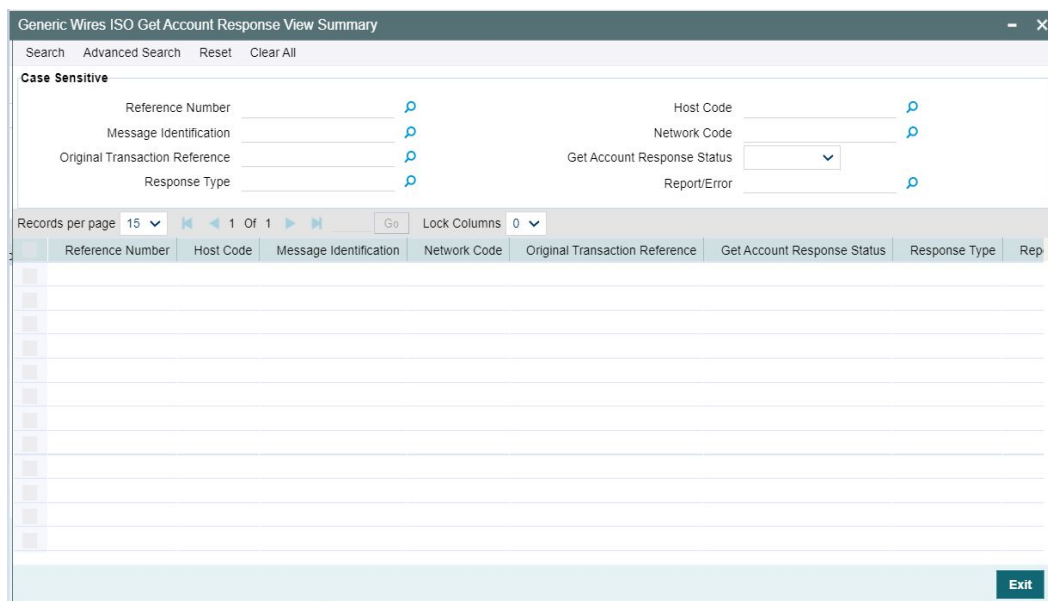 Generic Wires ISO Get Account Response View Summary
Search Advanced Search Reset Clear All
Case Sensitive
Reference Number
Message Identification
Original Transaction Reference
Response Type
Host Code
Network Code
Get Account Response Status
Report/Error
Records per page 15 1 Of 1 Go Lock Columns 0
Reference Number Host Code Message Identification Network Code Original Transaction Reference Get Account Response Status Response Type Rep
Exit